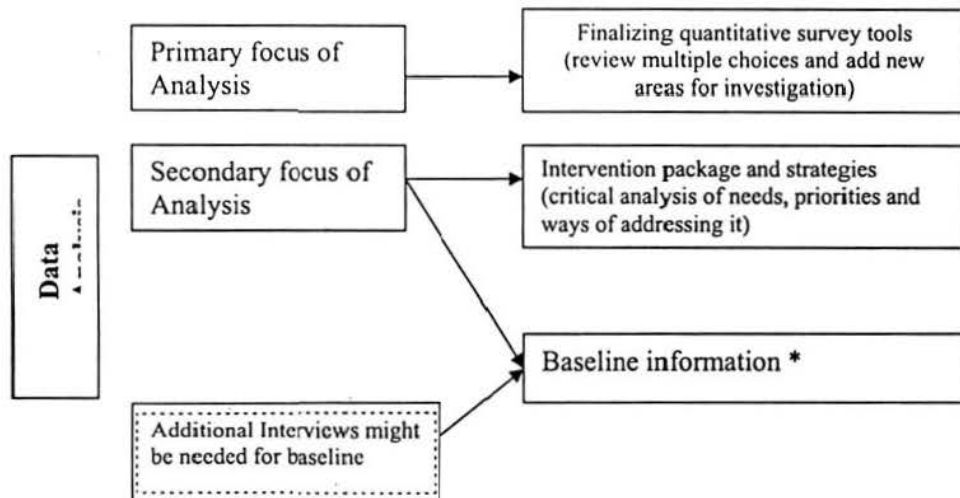 Primary focus of
Analysis
Finalizing quantitative survey tools
(review multiple choices and add new
areas for investigation)
Data
Secondary focus of
Analysis
Intervention package and strategies
(critical analysis of needs, priorities and
ways of addressing it)
Baseline information *
Additional Interviews might
be needed for baseline